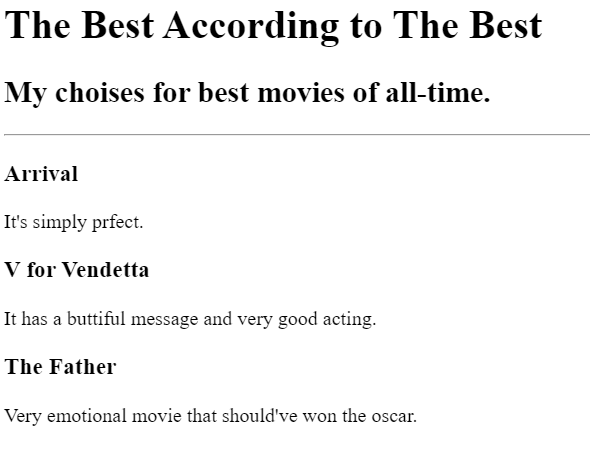 The Best According to The Best
My choises for best movies of all-time.
Arrival
It's simply prfect.
V for Vendetta
It has a buttiful message and very good acting.
The Father
Very emotional movie that should've won the oscar.